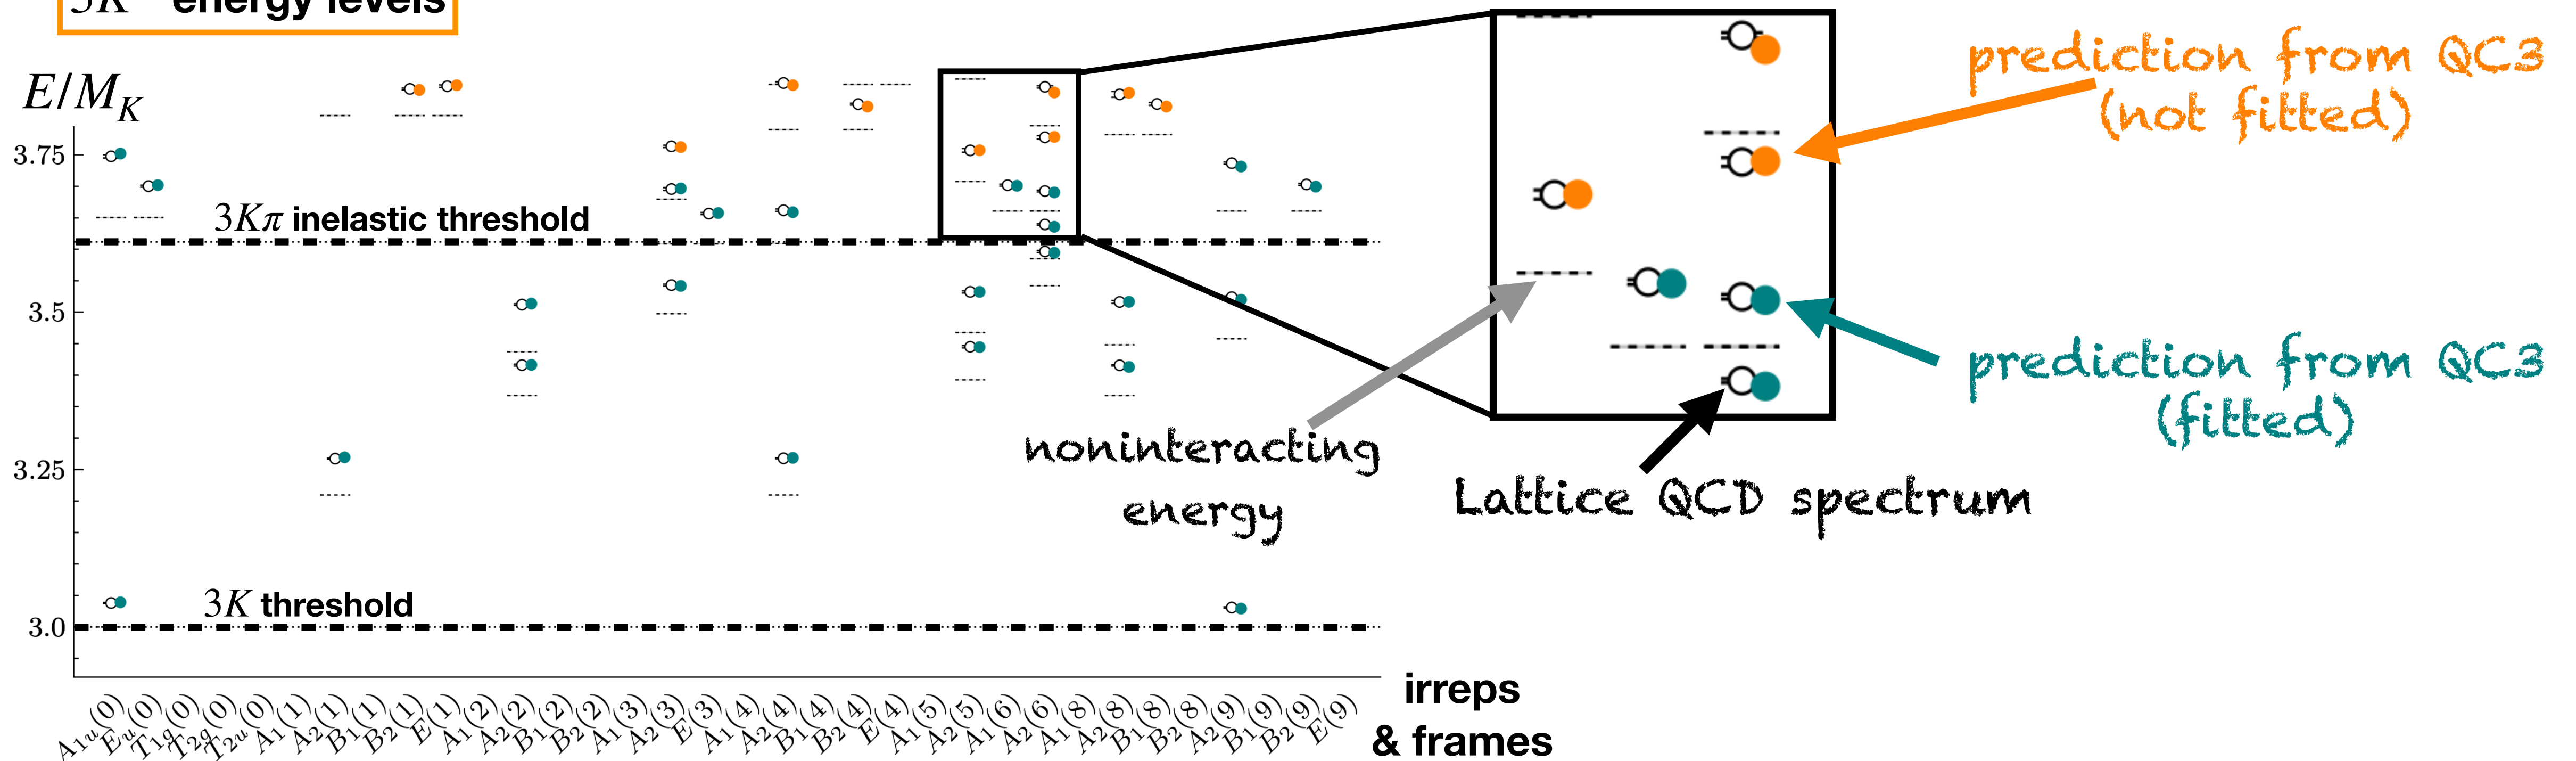 3K energy levels
E/M_K
3.75
3.5
3.25
3.0
3Kπ inelastic threshold
3K threshold
A1u(0)
Eu(0)
T1g(0)
T2g(0)
T2u(0)
A1(1)
A2(1)
B1(1)
B2(1)
E(1)
A1(2)
A2(2)
B1(2)
B2(2)
A1(3)
A2(3)
E(3)
A1(4)
A2(4)
B1(4)
B2(4)
E(4)
A1(5)
A2(5)
A1(6)
A2(6)
A1(8)
A2(8)
B1(8)
B2(8)
A2(9)
B1(9)
B2(9)
E(9)
irreps
& frames
noninteracting
energy
Lattice QCD spectrum
prediction from QC3
(not fitted)
prediction from QC3
(fitted)